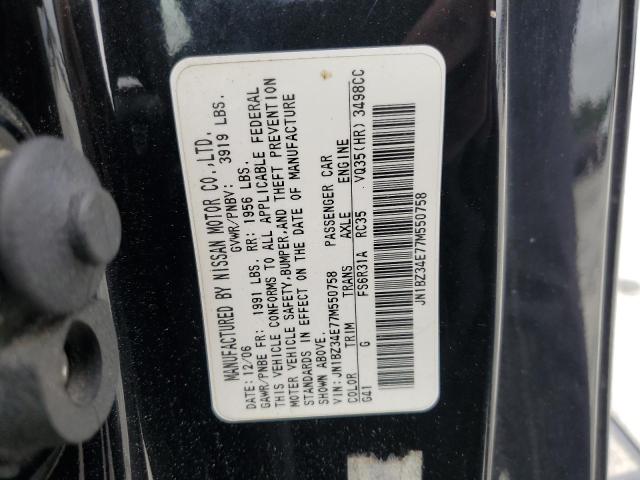 MANUFACTURED BY NISSAN MOTOR CO.,LTD.
DATE: 12/06 GVWR/PNBV: 3919 LBS.
GAWR/PNBE FR: 1991 LBS. RR: 1956 LBS.
THIS VEHICLE CONFORMS TO ALL APPLICABLE FEDERAL
MOTER VEHICLE SAFETY,BUMPER,AND THEFT PREVENTION
STANDARDS IN EFFECT ON THE DATE OF MANUFACTURE
SHOWN ABOVE.
VIN: JN1BZ34E77M550758 PASSENGER CAR
COLOR TRIM TRANS AXLE ENGINE
G41 G FS6R31A RC35 VQ35(HR) 3498CC
JN1BZ34E77M550758